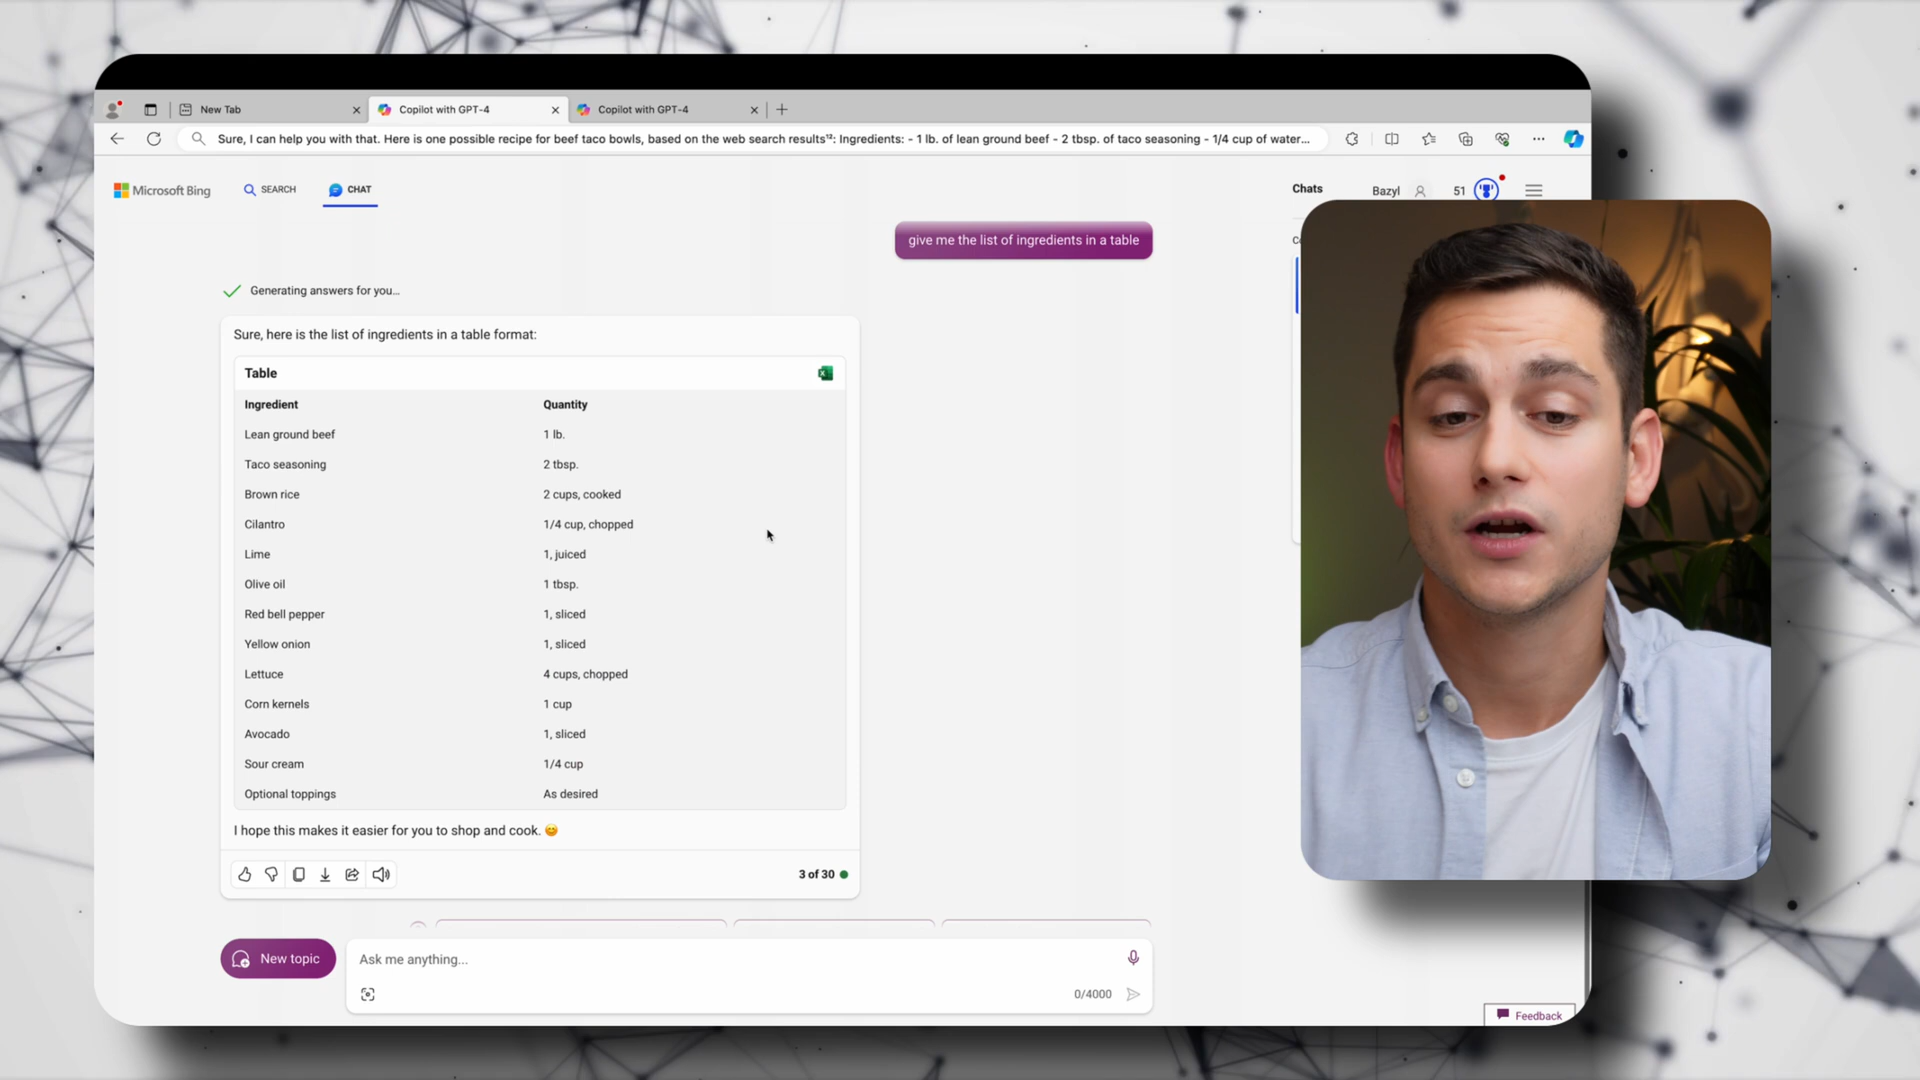 New Tab
Copilot with GPT-4
Copilot with GPT-4
Sure, I can help you with that. Here is one possible recipe for beef taco bowls, based on the web search results¹²: Ingredients: - 1 lb. of lean ground beef - 2 tbsp. of taco seasoning - 1/4 cup of water...
Microsoft Bing
SEARCH
CHAT
Chats
Bazyl
51
give me the list of ingredients in a table
Generating answers for you...
Sure, here is the list of ingredients in a table format:
Table
Ingredient Quantity
Lean ground beef 1 lb.
Taco seasoning 2 tbsp.
Brown rice 2 cups, cooked
Cilantro 1/4 cup, chopped
Lime 1, juiced
Olive oil 1 tbsp.
Red bell pepper 1, sliced
Yellow onion 1, sliced
Lettuce 4 cups, chopped
Corn kernels 1 cup
Avocado 1, sliced
Sour cream 1/4 cup
Optional toppings As desired
I hope this makes it easier for you to shop and cook. 😊
3 of 30
New topic
Ask me anything...
0/4000
Feedback